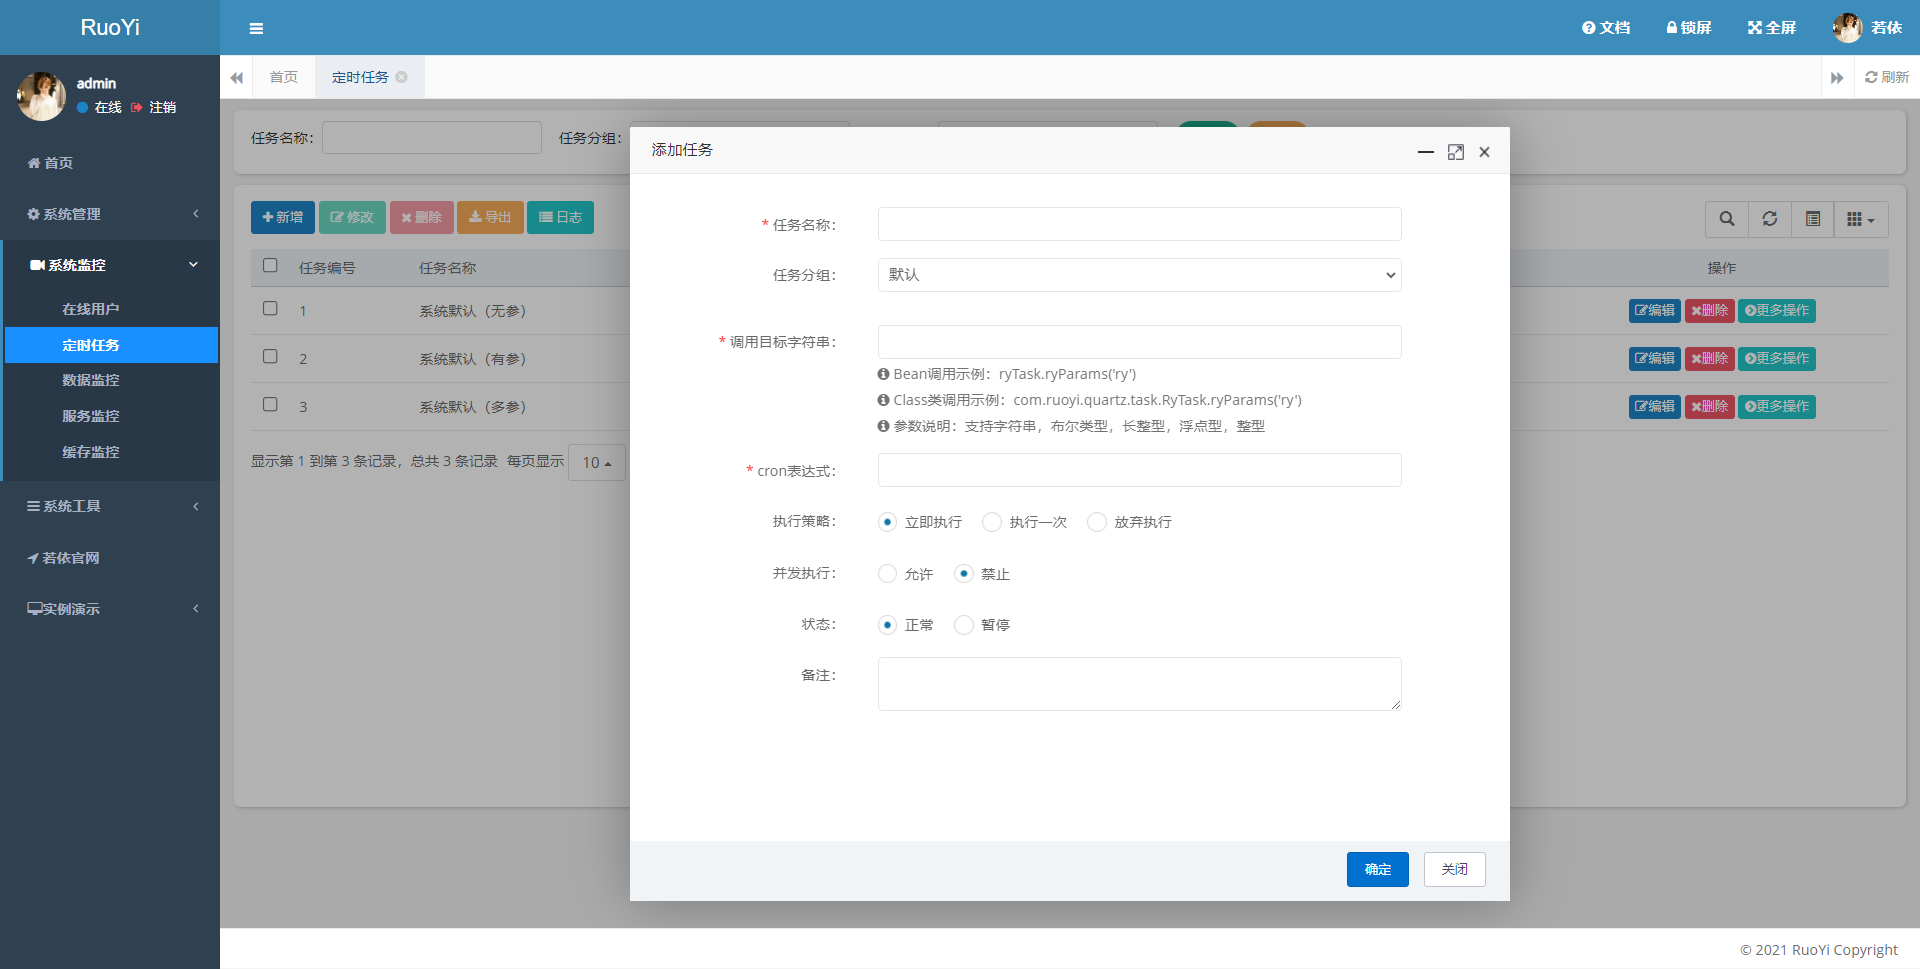 RuoYi
文档
锁屏
全屏
若依
admin
在线
注销
首页
定时任务
刷新
首页
系统管理
系统监控
在线用户
定时任务
数据监控
服务监控
缓存监控
系统工具
若依官网
实例演示
任务名称：
任务分组：
新增
修改
删除
导出
日志
任务编号
任务名称
操作
1
系统默认（无参）
编辑
删除
更多操作
2
系统默认（有参）
编辑
删除
更多操作
3
系统默认（多参）
编辑
删除
更多操作
显示第 1 到第 3 条记录，总共 3 条记录 每页显示 10
添加任务
* 任务名称：
任务分组：
默认
* 调用目标字符串：
Bean调用示例：ryTask.ryParams('ry')
Class类调用示例：com.ruoyi.quartz.task.RyTask.ryParams('ry')
参数说明：支持字符串，布尔类型，长整型，浮点型，整型
* cron表达式：
执行策略：
立即执行
执行一次
放弃执行
并发执行：
允许
禁止
状态：
正常
暂停
备注：
确定
关闭
© 2021 RuoYi Copyright